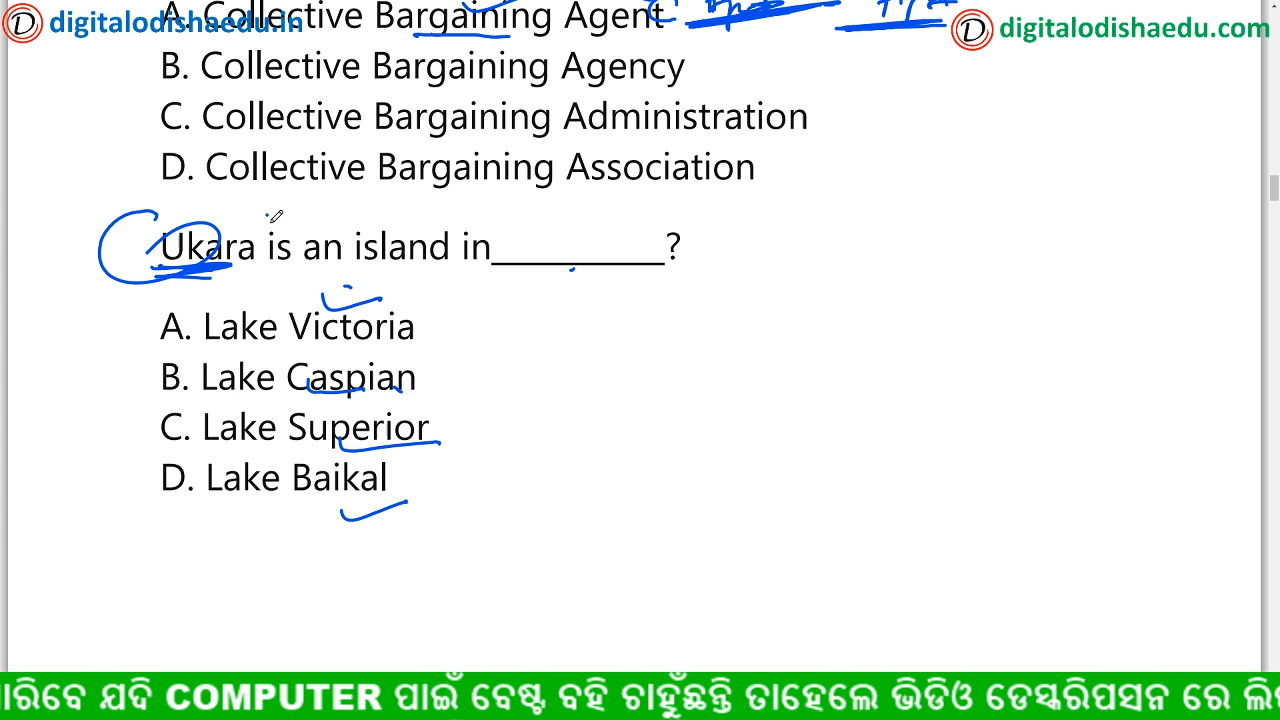 A. Collective Bargaining Agent
digitalodishaedu.in
digitalodishaedu.com
B. Collective Bargaining Agency
C. Collective Bargaining Administration
D. Collective Bargaining Association
Ukara is an island in_________?
A. Lake Victoria
B. Lake Caspian
C. Lake Superior
D. Lake Baikal
ାରିବେ ଯଦି COMPUTER ପାଇଁ ବେଷ୍ଟ ବହି ଚାହୁଁଛନ୍ତି ତାହେଲେ ଭିଡିଓ ଡେସ୍କରିପସନ ରେ ଲି